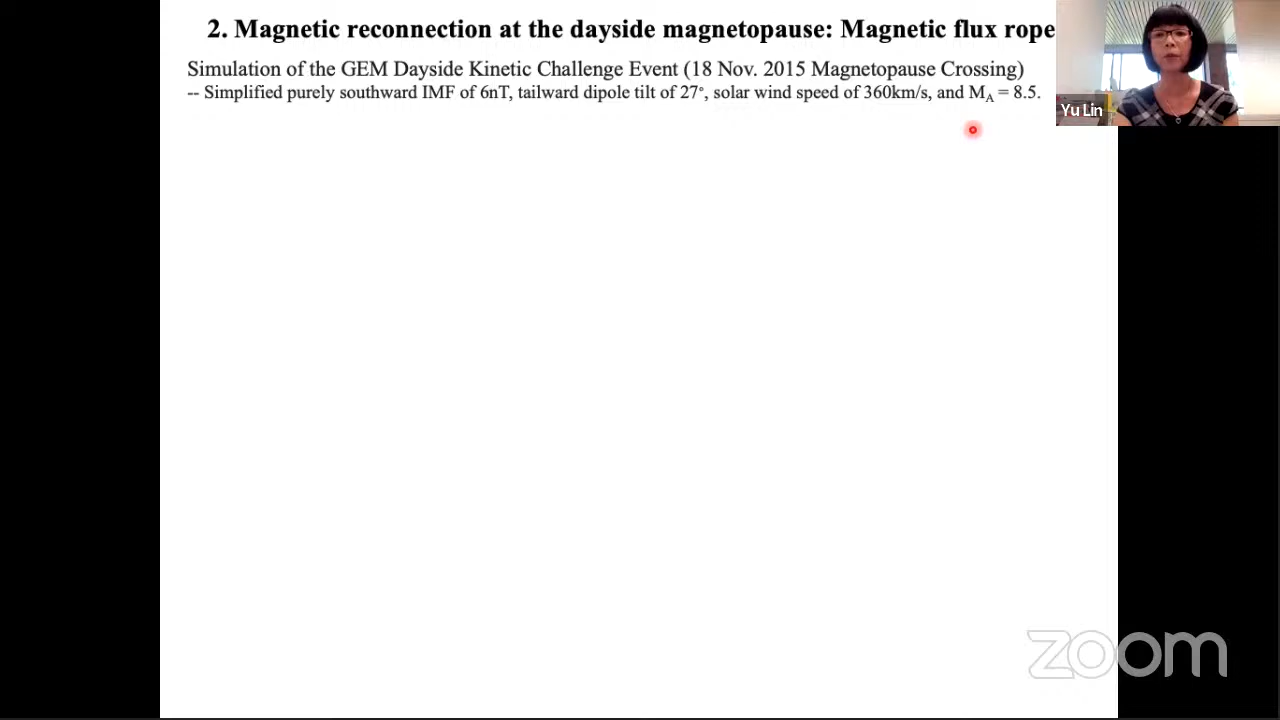 2. Magnetic reconnection at the dayside magnetopause: Magnetic flux rope
Simulation of the GEM Dayside Kinetic Challenge Event (18 Nov. 2015 Magnetopause Crossing)
-- Simplified purely southward IMF of 6nT, tailward dipole tilt of 27°, solar wind speed of 360km/s, and MA = 8.5.
Yu Lin
zoom